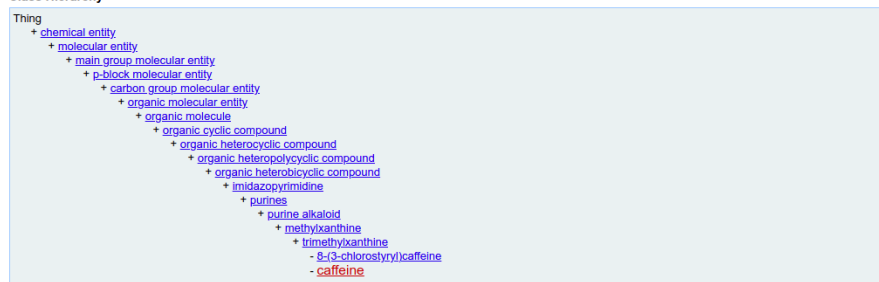 Thing
+ chemical entity
+ molecular entity
+ main group molecular entity
+ p-block molecular entity
+ carbon group molecular entity
+ organic molecular entity
+ organic molecule
+ organic cyclic compound
+ organic heterocyclic compound
+ organic heteropolycyclic compound
+ organic heterobicyclic compound
+ imidazopyrimidine
+ purines
+ purine alkaloid
+ methylxanthine
+ trimethylxanthine
- 8-(3-chlorostyryl)caffeine
- caffeine